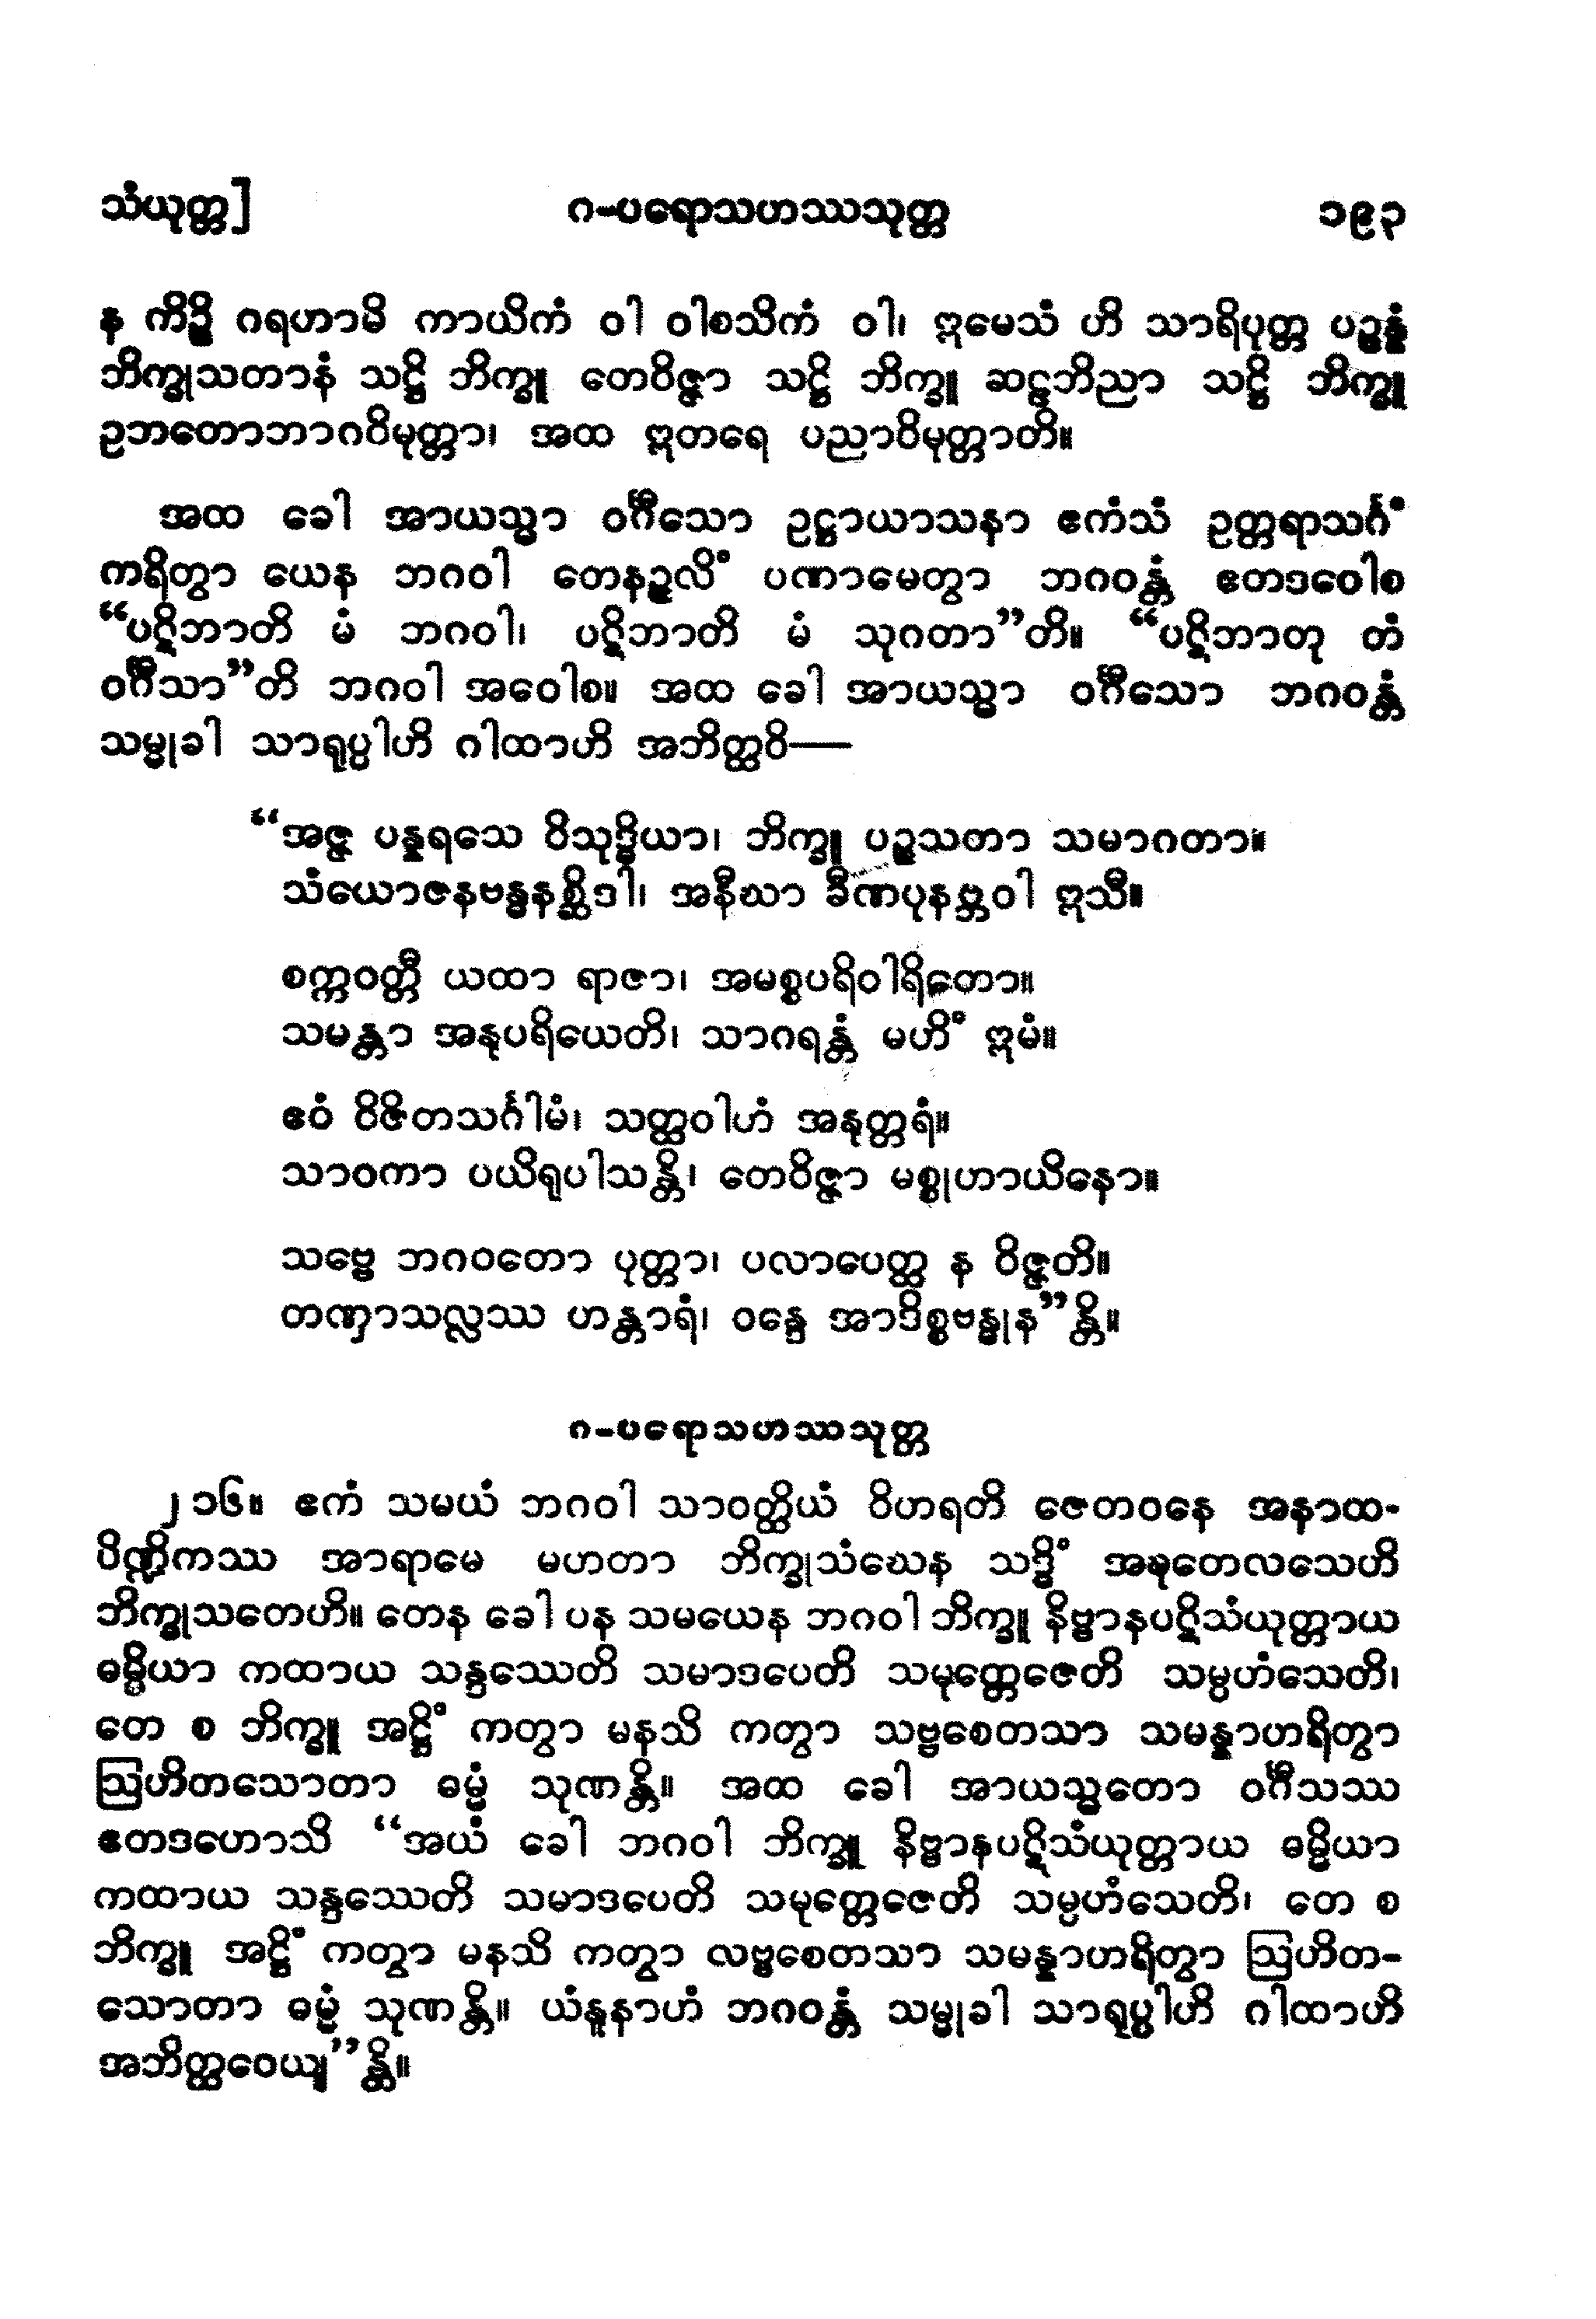 သံယုတ္တ]	ဂ-ပရောသဟဿသုတ္တ	၁၉၃
န ကိဉ္စိ ဂရဟာမိ ကာယိကံ ဝါ ဝါစသိကံ ဝါ၊ ဣမေသံ ဟိ သာရိပုတ္တ ပဉ္စန္နံ
ဘိက္ခုသတာနံ သဋ္ဌိ ဘိက္ခူ တေဝိဇ္ဇာ သဋ္ဌိ ဘိက္ခူ ဆဠဘိညာ သဋ္ဌိ ဘိက္ခူ
ဥဘတောဘာဂဝိမုတ္တာ၊ အထ ဣတရေ ပညာဝိမုတ္တာတိ။
အထ ခေါ အာယသ္မာ ဝင်္ဂီသော ဥဋ္ဌာယာသနာ ဧကံသံ ဥတ္တရာသင်္ဂံ
ကရိတွာ ယေန ဘဂဝါ တေနဉ္ဇလိံ ပဏာမေတွာ ဘဂဝန္တံ ဧတဒဝေါစ
“ပဋိဘာတိ မံ ဘဂဝါ၊ ပဋိဘာတိ မံ သုဂတာ”တိ။ “ပဋိဘာတု တံ
ဝင်္ဂီသာ”တိ ဘဂဝါ အဝေါစ။ အထ ခေါ အာယသ္မာ ဝင်္ဂီသော ဘဂဝန္တံ
သမ္မုခါ သာရုပ္ပါဟိ ဂါထာဟိ အဘိတ္ထဝိ—
“အဇ္ဇ ပန္နရသေ ဝိသုဒ္ဓိယာ၊ ဘိက္ခူ ပဉ္စသတာ သမာဂတာ။
သံယောဇနဗန္ဓနစ္ဆိဒါ၊ အနီဃာ ခီဏပုနဗ္ဘဝါ ဣသီ။
စက္ကဝတ္တီ ယထာ ရာဇာ၊ အမစ္စပရိဝါရိတော။
သမန္တာ အနုပရိယေတိ၊ သာဂရန္တံ မဟိံ ဣမံ။
ဧဝံ ဝိဇိတသင်္ဂါမံ၊ သတ္ထဝါဟံ အနုတ္တရံ။
သာဝကာ ပယိရုပါသန္တိ၊ တေဝိဇ္ဇာ မစ္စုဟာယိနော။
သဗ္ဗေ ဘဂဝတော ပုတ္တာ၊ ပလာပေတ္ထ န ဝိဇ္ဇတိ။
တဏှာသလ္လဿ ဟန္တာရံ၊ ဝန္ဒေ အာဒိစ္စဗန္ဓုန”န္တိ။
ဂ-ပရောသဟဿသုတ္တ
၂၁၆။ ဧကံ သမယံ ဘဂဝါ သာဝတ္ထိယံ ဝိဟရတိ ဇေတဝနေ အနာထ-
ပိဏ္ဍိကဿ အာရာမေ မဟတာ ဘိက္ခုသံဃေန သဒ္ဓိံ အဍ္ဎတေလသေဟိ
ဘိက္ခုသတေဟိ။ တေန ခေါ ပန သမယေန ဘဂဝါ ဘိက္ခူ နိဗ္ဗာနပဋိသံယုတ္တာယ
ဓမ္မိယာ ကထာယ သန္ဒဿေတိ သမာဒပေတိ သမုတ္တေဇေတိ သမ္ပဟံသေတိ၊
တေ စ ဘိက္ခူ အဋ္ဌိံ ကတွာ မနသိ ကတွာ သဗ္ဗစေတသာ သမန္နာဟရိတွာ
ဩဟိတသောတာ ဓမ္မံ သုဏန္တိ။ အထ ခေါ အာယသ္မတော ဝင်္ဂီသဿ
ဧတဒဟောသိ “အယံ ခေါ ဘဂဝါ ဘိက္ခူ နိဗ္ဗာနပဋိသံယုတ္တာယ ဓမ္မိယာ
ကထာယ သန္ဒဿေတိ သမာဒပေတိ သမုတ္တေဇေတိ သမ္ပဟံသေတိ၊ တေ စ
ဘိက္ခူ အဋ္ဌိံ ကတွာ မနသိ ကတွာ လဗ္ဗစေတသာ သမန္နာဟရိတွာ ဩဟိတ-
သောတာ ဓမ္မံ သုဏန္တိ။ ယံနူနာဟံ ဘဂဝန္တံ သမ္မုခါ သာရုပ္ပါဟိ ဂါထာဟိ
အဘိတ္ထဝေယျ”န္တိ။